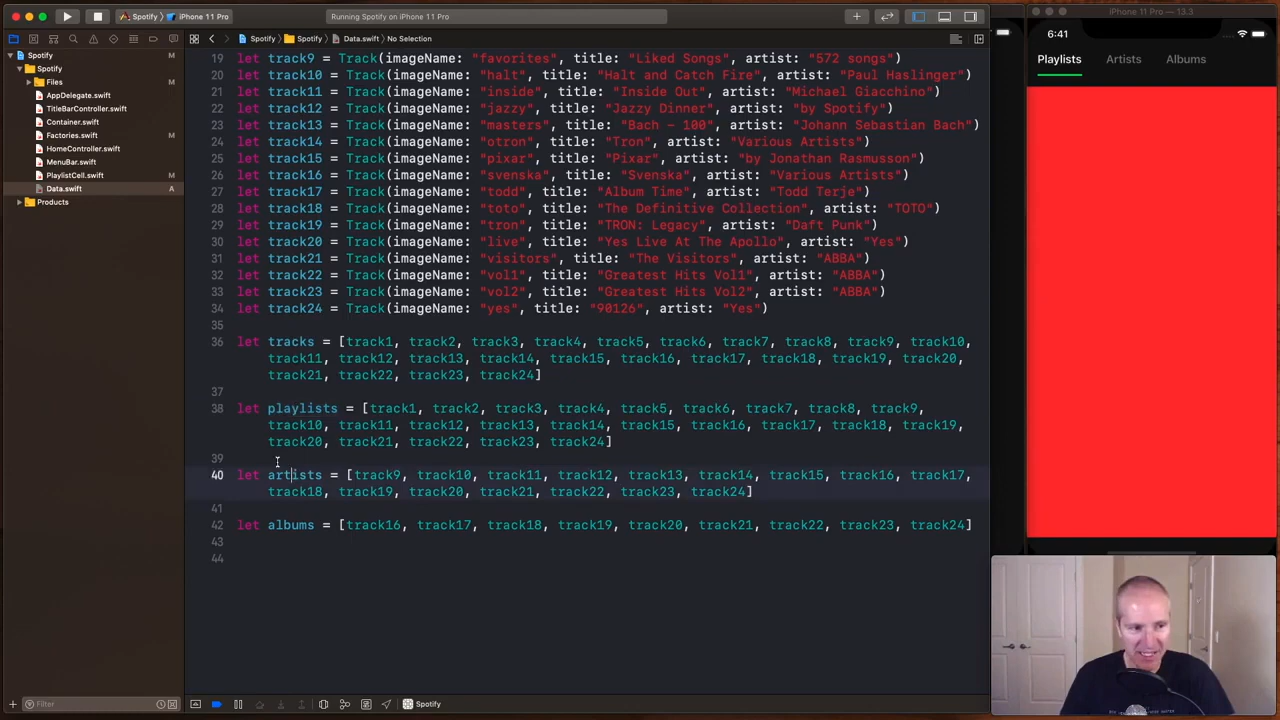 Spotify
iPhone 11 Pro
Running Spotify on iPhone 11 Pro
iPhone 11 Pro — 13.3
Spotify
Spotify
Data.swift
No Selection
Spotify
Spotify
Files
AppDelegate.swift
TitleBarController.swift
Container.swift
Factories.swift M
HomeController.swift
MenuBar.swift
PlaylistCell.swift M
Data.swift A
Products
Filter
19 let track9 = Track(imageName: "favorites", title: "Liked Songs", artist: "572 songs")
20 let track10 = Track(imageName: "halt", title: "Halt and Catch Fire", artist: "Paul Haslinger")
21 let track11 = Track(imageName: "inside", title: "Inside Out", artist: "Michael Giacchino")
22 let track12 = Track(imageName: "jazzy", title: "Jazzy Dinner", artist: "by Spotify")
23 let track13 = Track(imageName: "masters", title: "Bach - 100", artist: "Johann Sebastian Bach")
24 let track14 = Track(imageName: "otron", title: "Tron", artist: "Various Artists")
25 let track15 = Track(imageName: "pixar", title: "Pixar", artist: "by Jonathan Rasmusson")
26 let track16 = Track(imageName: "svenska", title: "Svenska", artist: "Various Artists")
27 let track17 = Track(imageName: "todd", title: "Album Time", artist: "Todd Terje")
28 let track18 = Track(imageName: "toto", title: "The Definitive Collection", artist: "TOTO")
29 let track19 = Track(imageName: "tron", title: "TRON: Legacy", artist: "Daft Punk")
30 let track20 = Track(imageName: "live", title: "Yes Live At The Apollo", artist: "Yes")
31 let track21 = Track(imageName: "visitors", title: "The Visitors", artist: "ABBA")
32 let track22 = Track(imageName: "vol1", title: "Greatest Hits Vol1", artist: "ABBA")
33 let track23 = Track(imageName: "vol2", title: "Greatest Hits Vol2", artist: "ABBA")
34 let track24 = Track(imageName: "yes", title: "90126", artist: "Yes")
35
36 let tracks = [track1, track2, track3, track4, track5, track6, track7, track8, track9, track10,
track11, track12, track13, track14, track15, track16, track17, track18, track19, track20,
track21, track22, track23, track24]
37
38 let playlists = [track1, track2, track3, track4, track5, track6, track7, track8, track9,
track10, track11, track12, track13, track14, track15, track16, track17, track18, track19,
track20, track21, track22, track23, track24]
39
40 let artists = [track9, track10, track11, track12, track13, track14, track15, track16, track17,
track18, track19, track20, track21, track22, track23, track24]
41
42 let albums = [track16, track17, track18, track19, track20, track21, track22, track23, track24]
43
44
Spotify
6:41
Playlists Artists Albums